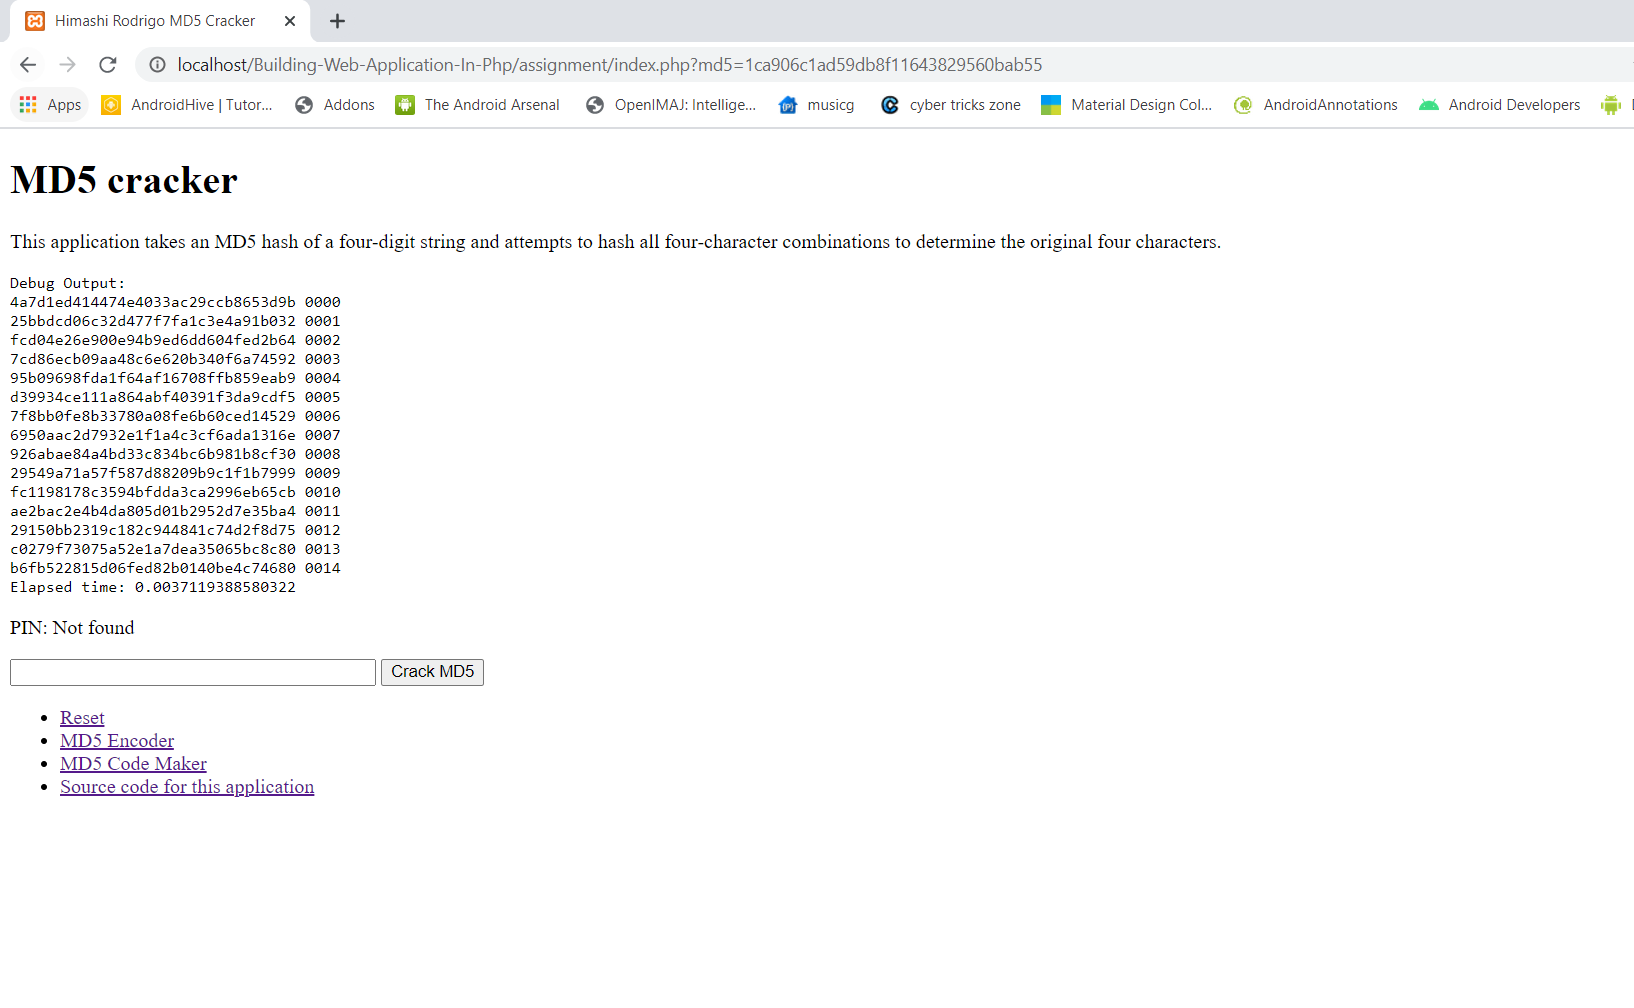 Himashi Rodrigo MD5 Cracker
localhost/Building-Web-Application-In-Php/assignment/index.php?md5=1ca906c1ad59db8f11643829560bab55
Apps AndroidHive | Tutor... Addons The Android Arsenal OpenIMAJ: Intellige... musicg cyber tricks zone Material Design Col... AndroidAnnotations Android Developers
MD5 cracker
This application takes an MD5 hash of a four-digit string and attempts to hash all four-character combinations to determine the original four characters.
Debug Output:
4a7d1ed414474e4033ac29ccb8653d9b 0000
25bbdcd06c32d477f7fa1c3e4a91b032 0001
fcd04e26e900e94b9ed6dd604fed2b64 0002
7cd86ecb09aa48c6e620b340f6a74592 0003
95b09698fda1f64af16708ffb859eab9 0004
d39934ce111a864abf40391f3da9cdf5 0005
7f8bb0fe8b33780a08fe6b60ced14529 0006
6950aac2d7932e1f1a4c3cf6ada1316e 0007
926abae84a4bd33c834bc6b981b8cf30 0008
29549a71a57f587d88209b9c1f1b7999 0009
fc1198178c3594bfdda3ca2996eb65cb 0010
ae2bac2e4b4da805d01b2952d7e35ba4 0011
29150bb2319c182c944841c74d2f8d75 0012
c0279f73075a52e1a7dea35065bc8c80 0013
b6fb522815d06fed82b0140be4c74680 0014
Elapsed time: 0.0037119388580322
PIN: Not found
Crack MD5
Reset
MD5 Encoder
MD5 Code Maker
Source code for this application